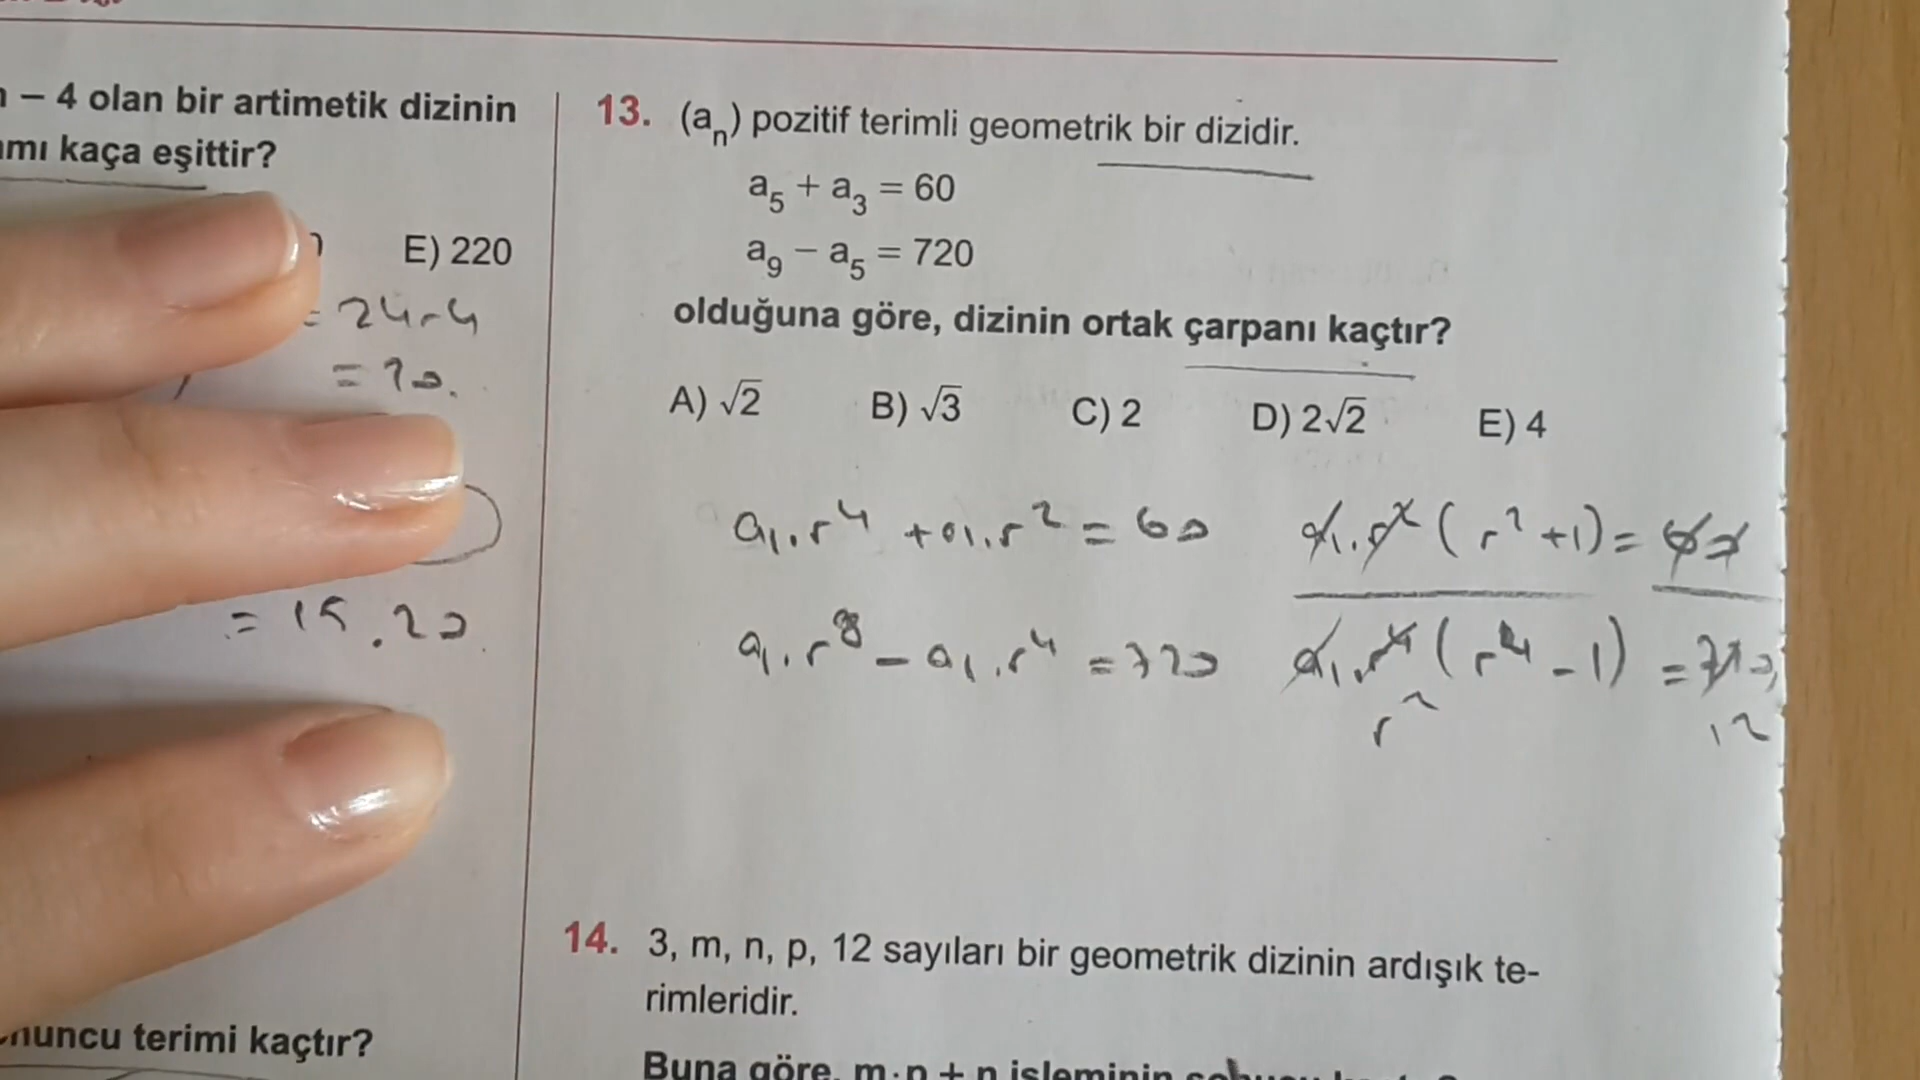 – 4 olan bir artimetik dizinin
kaça eşittir?
E) 220
= 24-4
= 20.
= 15.20.
terimi kaçtır?
13. (aₙ) pozitif terimli geometrik bir dizidir.
a₅ + a₃ = 60
a₉ – a₅ = 720
olduğuna göre, dizinin ortak çarpanı kaçtır?
A) √2 B) √3 C) 2 D) 2√2 E) 4
a₁.r⁴ + a₁.r² = 60
a₁.r⁸ – a₁.r⁴ = 720
a₁.r² (r²+1) = 60
a₁.r⁴ (r⁴ – 1) = 720
r² 12
14. 3, m, n, p, 12 sayıları bir geometrik dizinin ardışık te-
rimleridir.
Buna göre, işleminin